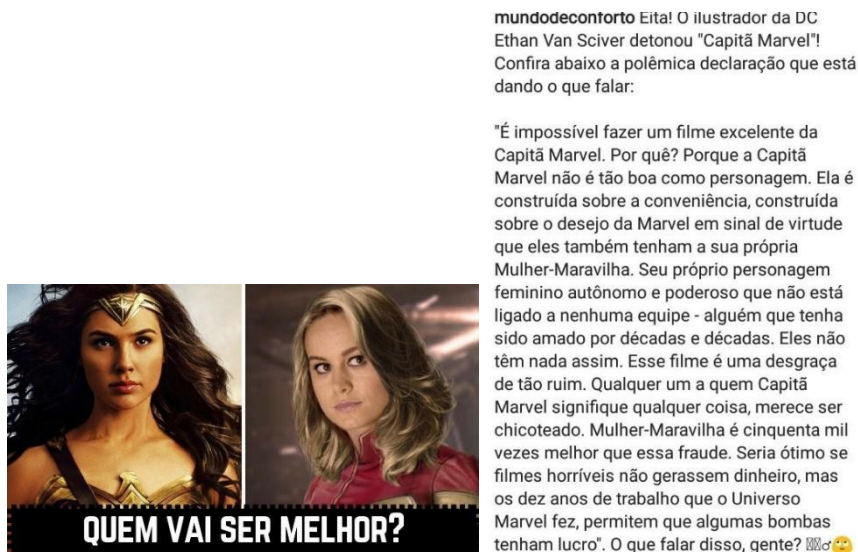 mundodeconforto Eita! O ilustrador da DC
Ethan Van Sciver detonou "Capitã Marvel"!
Confira abaixo a polêmica declaração que está
dando o que falar:
"É impossível fazer um filme excelente da
Capitã Marvel. Por quê? Porque a Capitã
Marvel não é tão boa como personagem. Ela é
construída sobre a conveniência, construída
sobre o desejo da Marvel em sinal de virtude
que eles também tenham a sua própria
Mulher-Maravilha. Seu próprio personagem
feminino autônomo e poderoso que não está
ligado a nenhuma equipe - alguém que tenha
sido amado por décadas e décadas. Eles não
têm nada assim. Esse filme é uma desgraça
de tão ruim. Qualquer um a quem Capitã
Marvel signifique qualquer coisa, merece ser
chicoteado. Mulher-Maravilha é cinquenta mil
vezes melhor que essa fraude. Seria ótimo se
filmes horríveis não gerassem dinheiro, mas
os dez anos de trabalho que o Universo
Marvel fez, permitem que algumas bombas
tenham lucro". O que falar disso, gente?
QUEM VAI SER MELHOR?